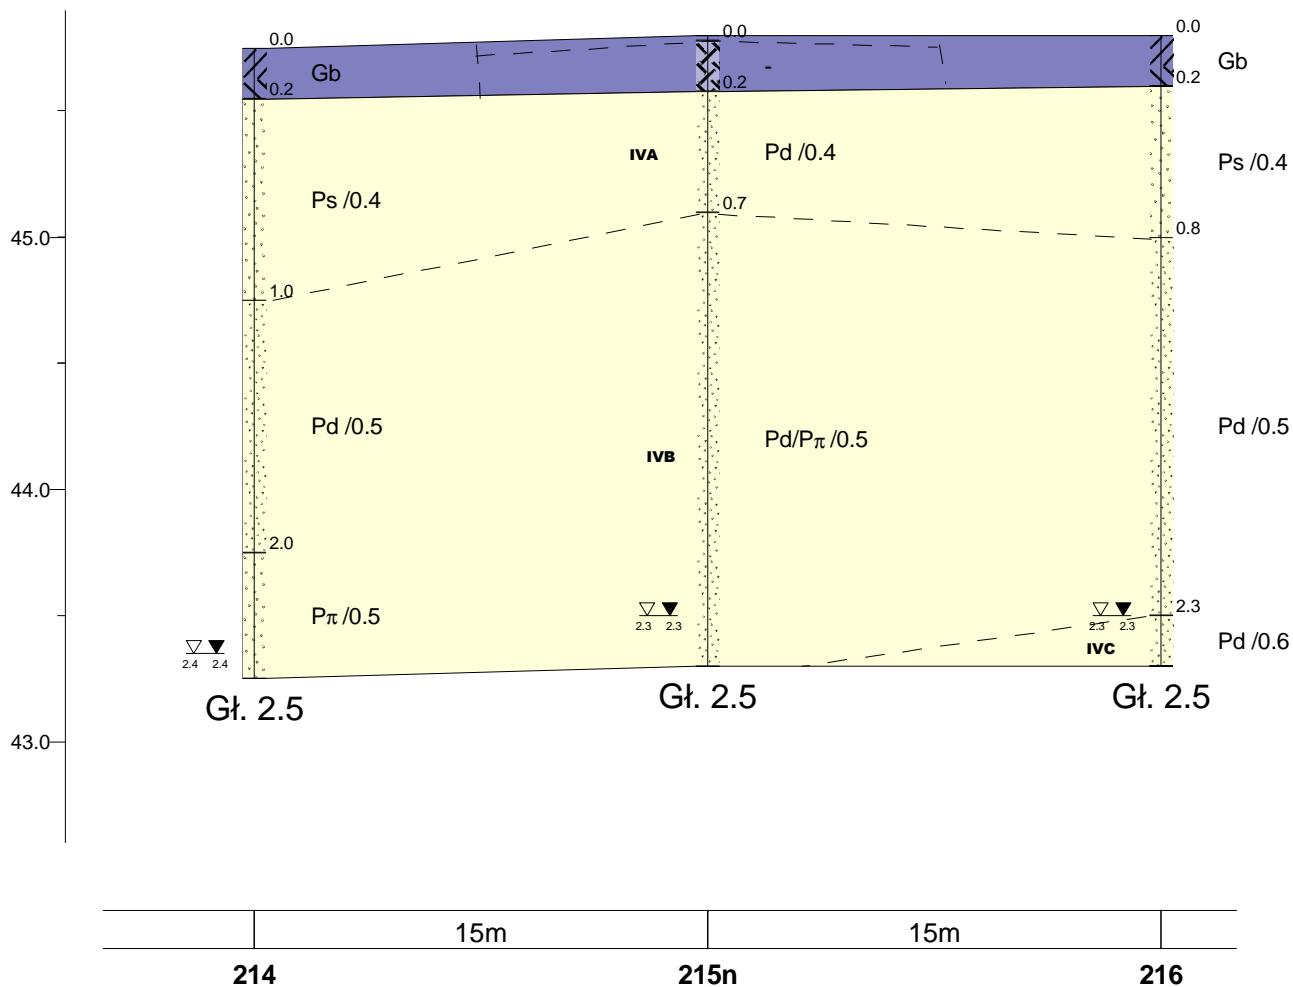 0.0
0.0
0.0
Gb
-
Gb
0.2
0.2
0.2
IVA
Pd /0.4
Ps /0.4
Ps /0.4
0.7
45.0
0.8
1.0
Pd /0.5
Pd/Pπ /0.5
Pd /0.5
IVB
44.0
2.0
Pπ /0.5
2.3
2.3 2.3
2.3 2.3
Pd /0.6
IVC
2.4 2.4
Gł. 2.5
Gł. 2.5
Gł. 2.5
43.0
15m
15m
214
215n
216